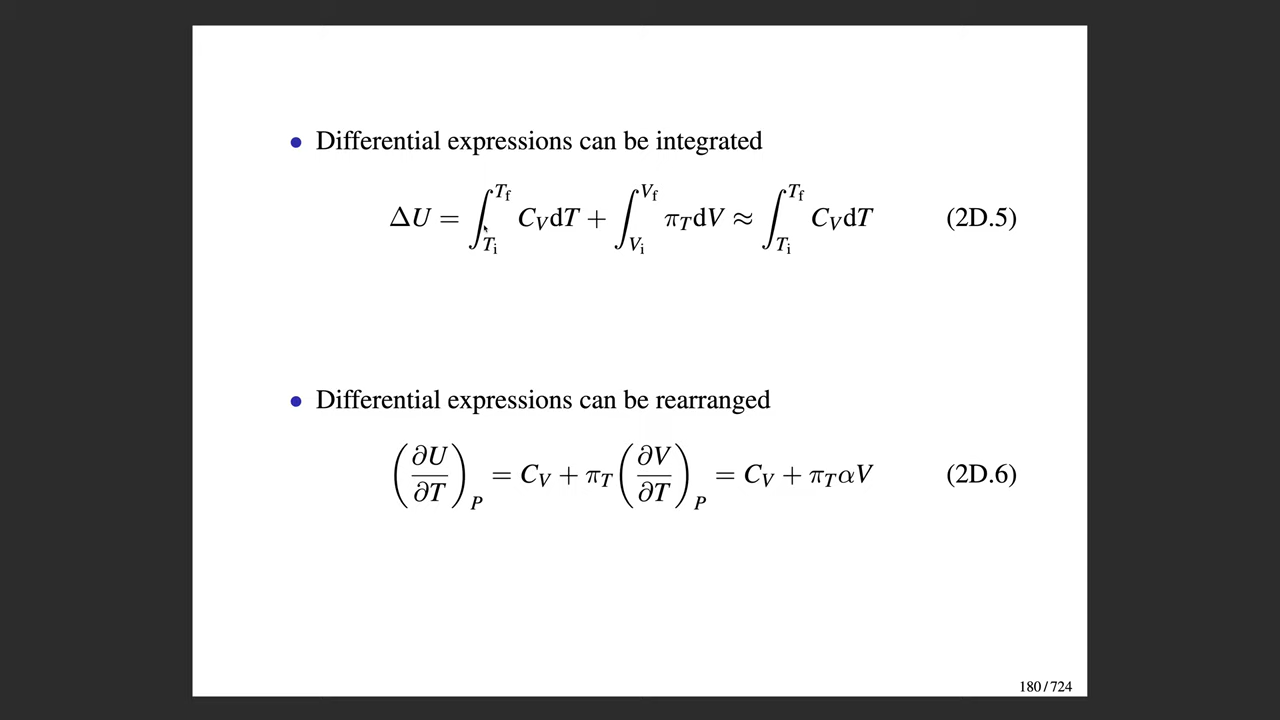 • Differential expressions can be integrated
ΔU = ∫_{T_i}^{T_f} C_V dT + ∫_{V_i}^{V_f} π_T dV ≈ ∫_{T_i}^{T_f} C_V dT (2D.5)
• Differential expressions can be rearranged
(∂U/∂T)_P = C_V + π_T (∂V/∂T)_P = C_V + π_T αV (2D.6)
180 / 724